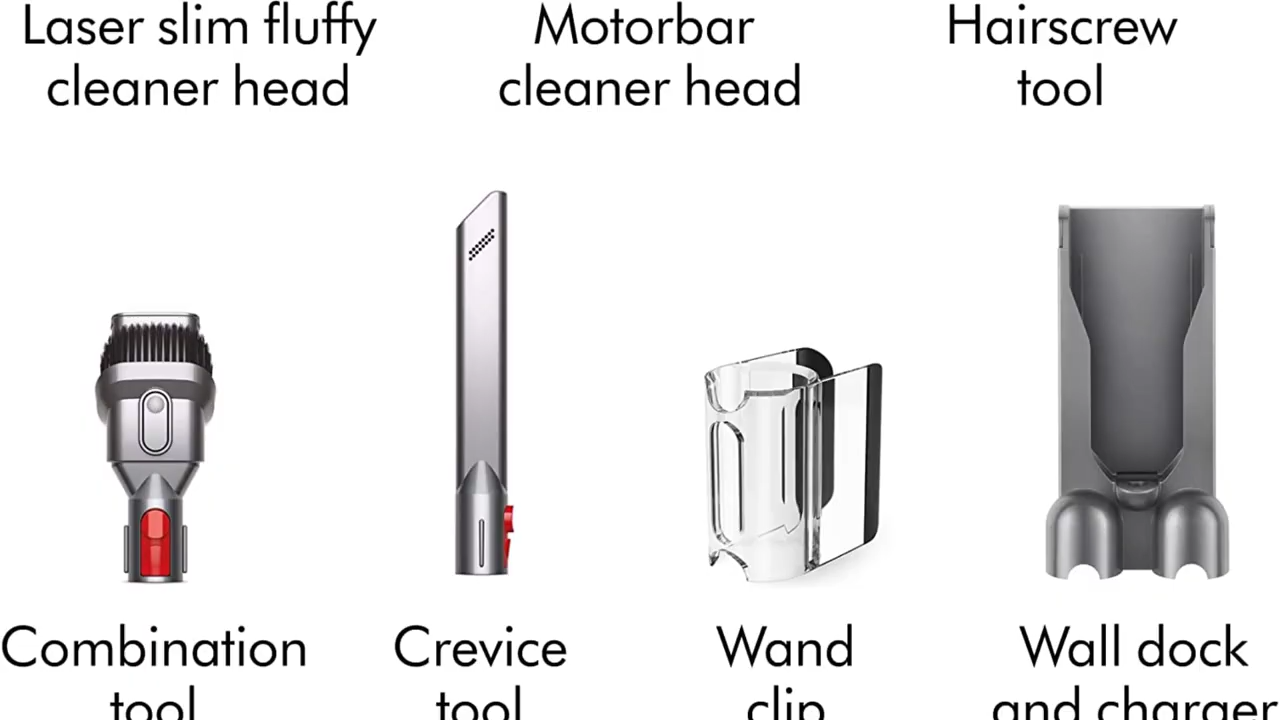 Laser slim fluffy
cleaner head
Motorbar
cleaner head
Hairscrew
tool
Combination
tool
Crevice
tool
Wand
clip
Wall dock
and charger